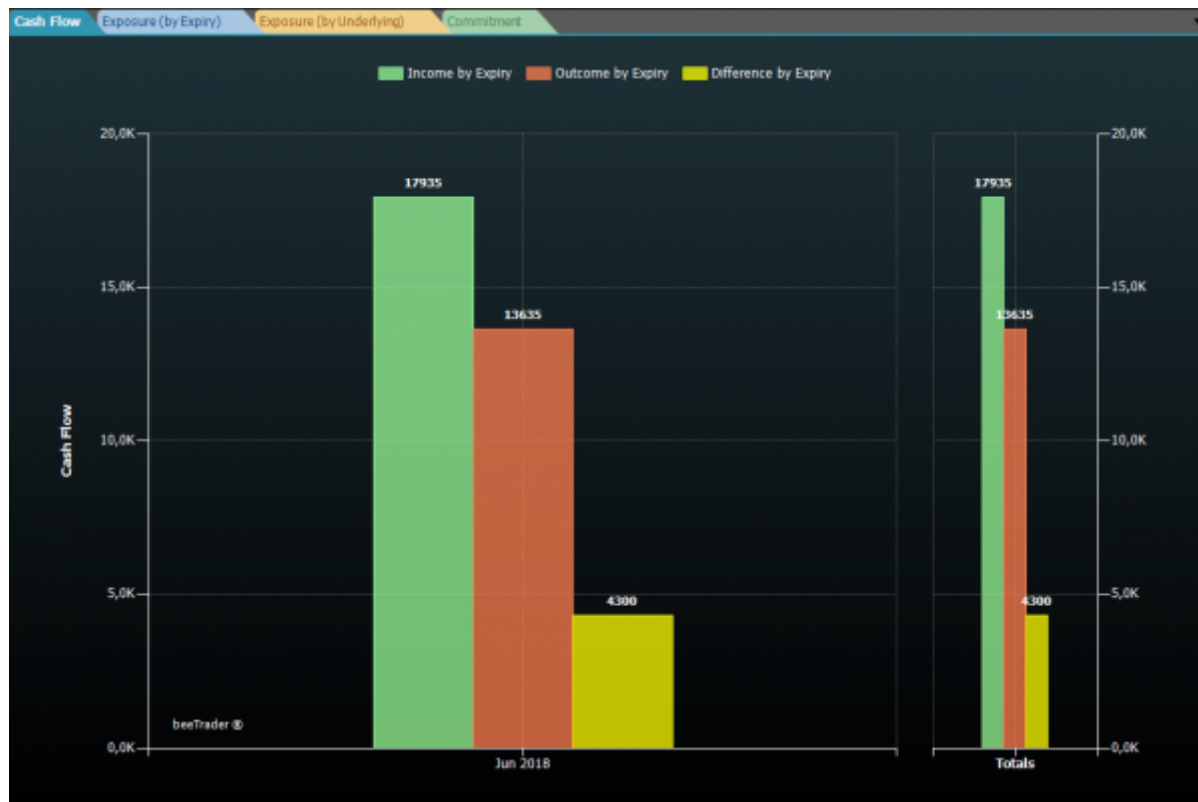 Cash Flow Exposure (by Expiry) Exposure (by Underlying) Commitment
Income by Expiry Outcome by Expiry Difference by Expiry
20,0K 20,0K
17935 17935
15,0K 15,0K
13635 13635
Cash Flow
10,0K 10,0K
5,0K 5,0K
4300 4300
beeTrader ®
0,0K 0,0K
Jun 2018 Totals